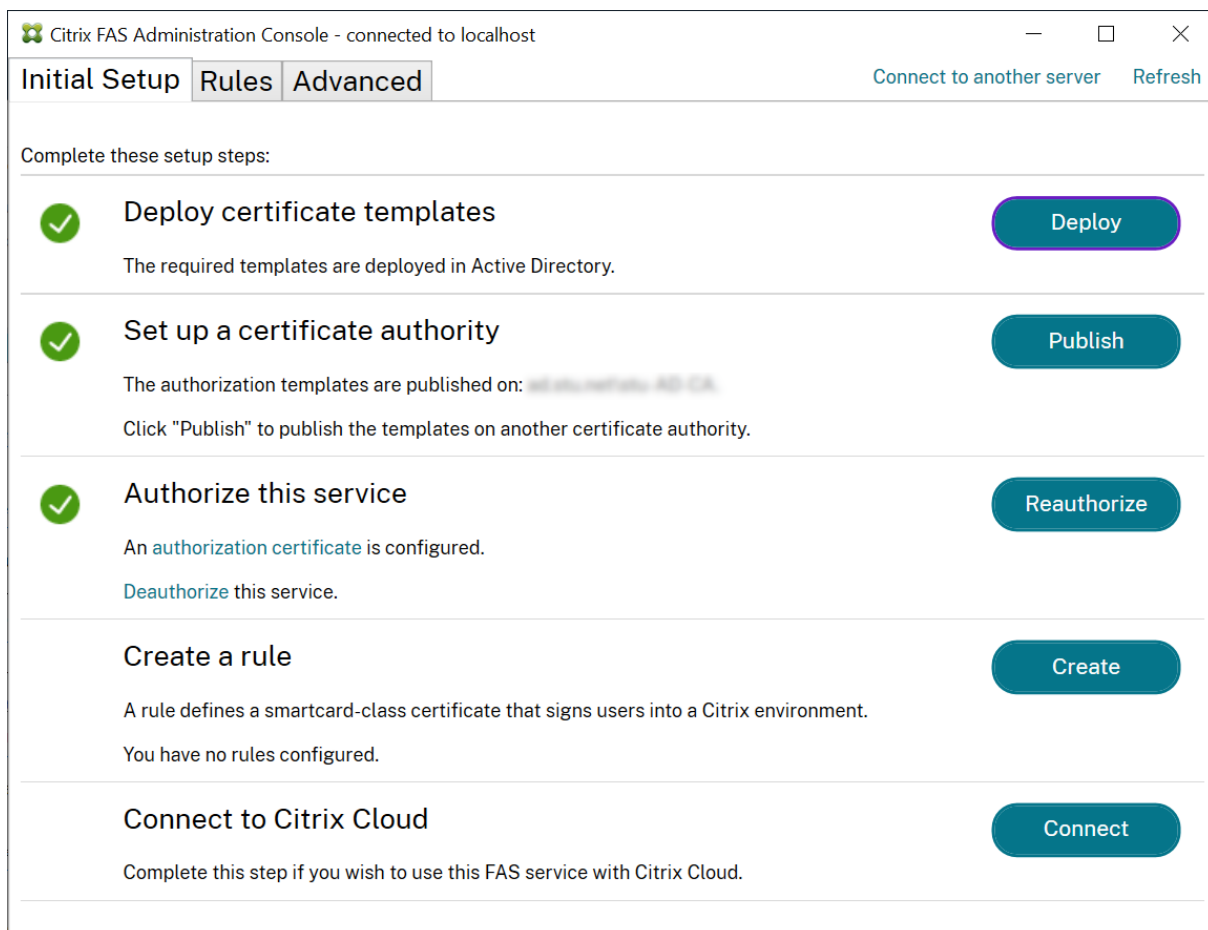 Citrix FAS Administration Console - connected to localhost
Initial Setup Rules Advanced Connect to another server Refresh
Complete these setup steps:
Deploy certificate templates Deploy
The required templates are deployed in Active Directory.
Set up a certificate authority Publish
The authorization templates are published on:
Click "Publish" to publish the templates on another certificate authority.
Authorize this service Reauthorize
An authorization certificate is configured.
Deauthorize this service.
Create a rule Create
A rule defines a smartcard-class certificate that signs users into a Citrix environment.
You have no rules configured.
Connect to Citrix Cloud Connect
Complete this step if you wish to use this FAS service with Citrix Cloud.